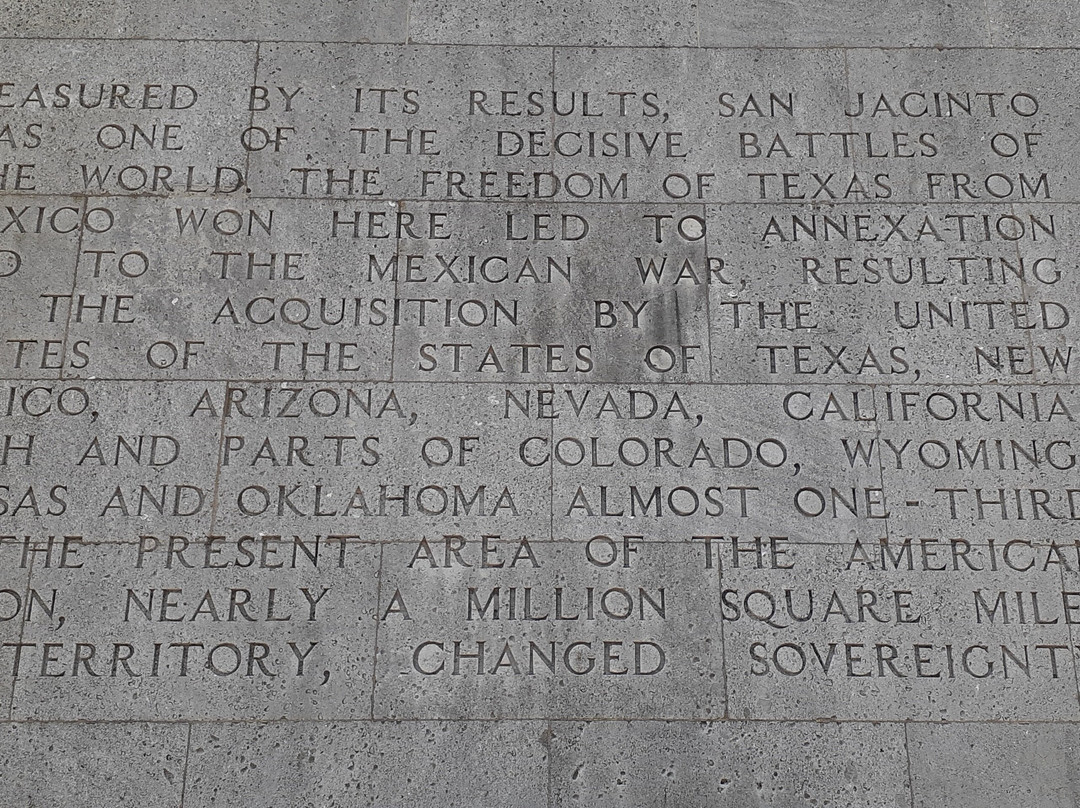 EASURED BY ITS RESULTS, SAN JACINTO
AS ONE OF THE DECISIVE BATTLES OF
HE WORLD. THE FREEDOM OF TEXAS FROM
XICO WON HERE LED TO ANNEXATION
D TO THE MEXICAN WAR, RESULTING
THE ACQUISITION BY THE UNITED
TES OF THE STATES OF TEXAS, NEW
ICO, ARIZONA, NEVADA, CALIFORNIA
H AND PARTS OF COLORADO, WYOMING
SAS AND OKLAHOMA ALMOST ONE-THIRD
THE PRESENT AREA OF THE AMERICAN
ON, NEARLY A MILLION SQUARE MILE
TERRITORY, CHANGED SOVEREIGNTY